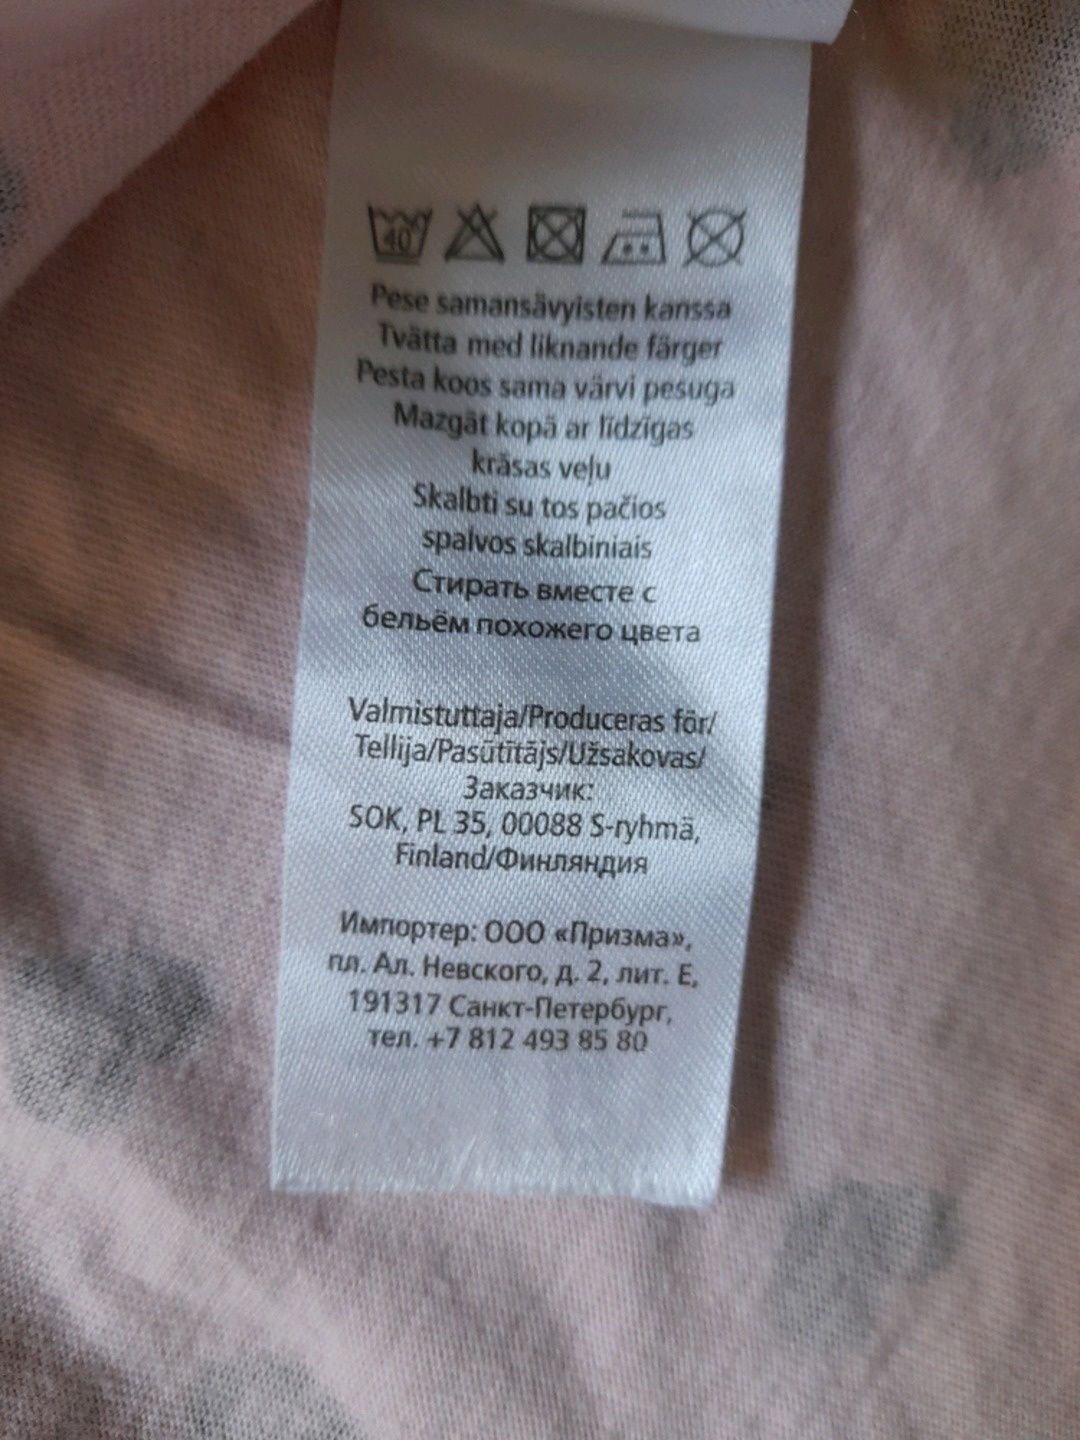 40
Pese samansävyisten kanssa
Tvätta med liknande färger
Pesta koos sama värvi pesuga
Mazgāt kopā ar līdzīgas
krāsas veļu
Skalbti su tos pačios
spalvos skalbiniais
Стирать вместе с
бельём похожего цвета
Valmistuttaja/Produceras för/
Tellija/Pasūtītājs/Užsakovas/
Заказчик:
SOK, PL 35, 00088 S-ryhmä,
Finland/Финляндия
Импортер: ООО «Призма»,
пл. Ал. Невского, д. 2, лит. Е,
191317 Санкт-Петербург,
тел. +7 812 493 85 80